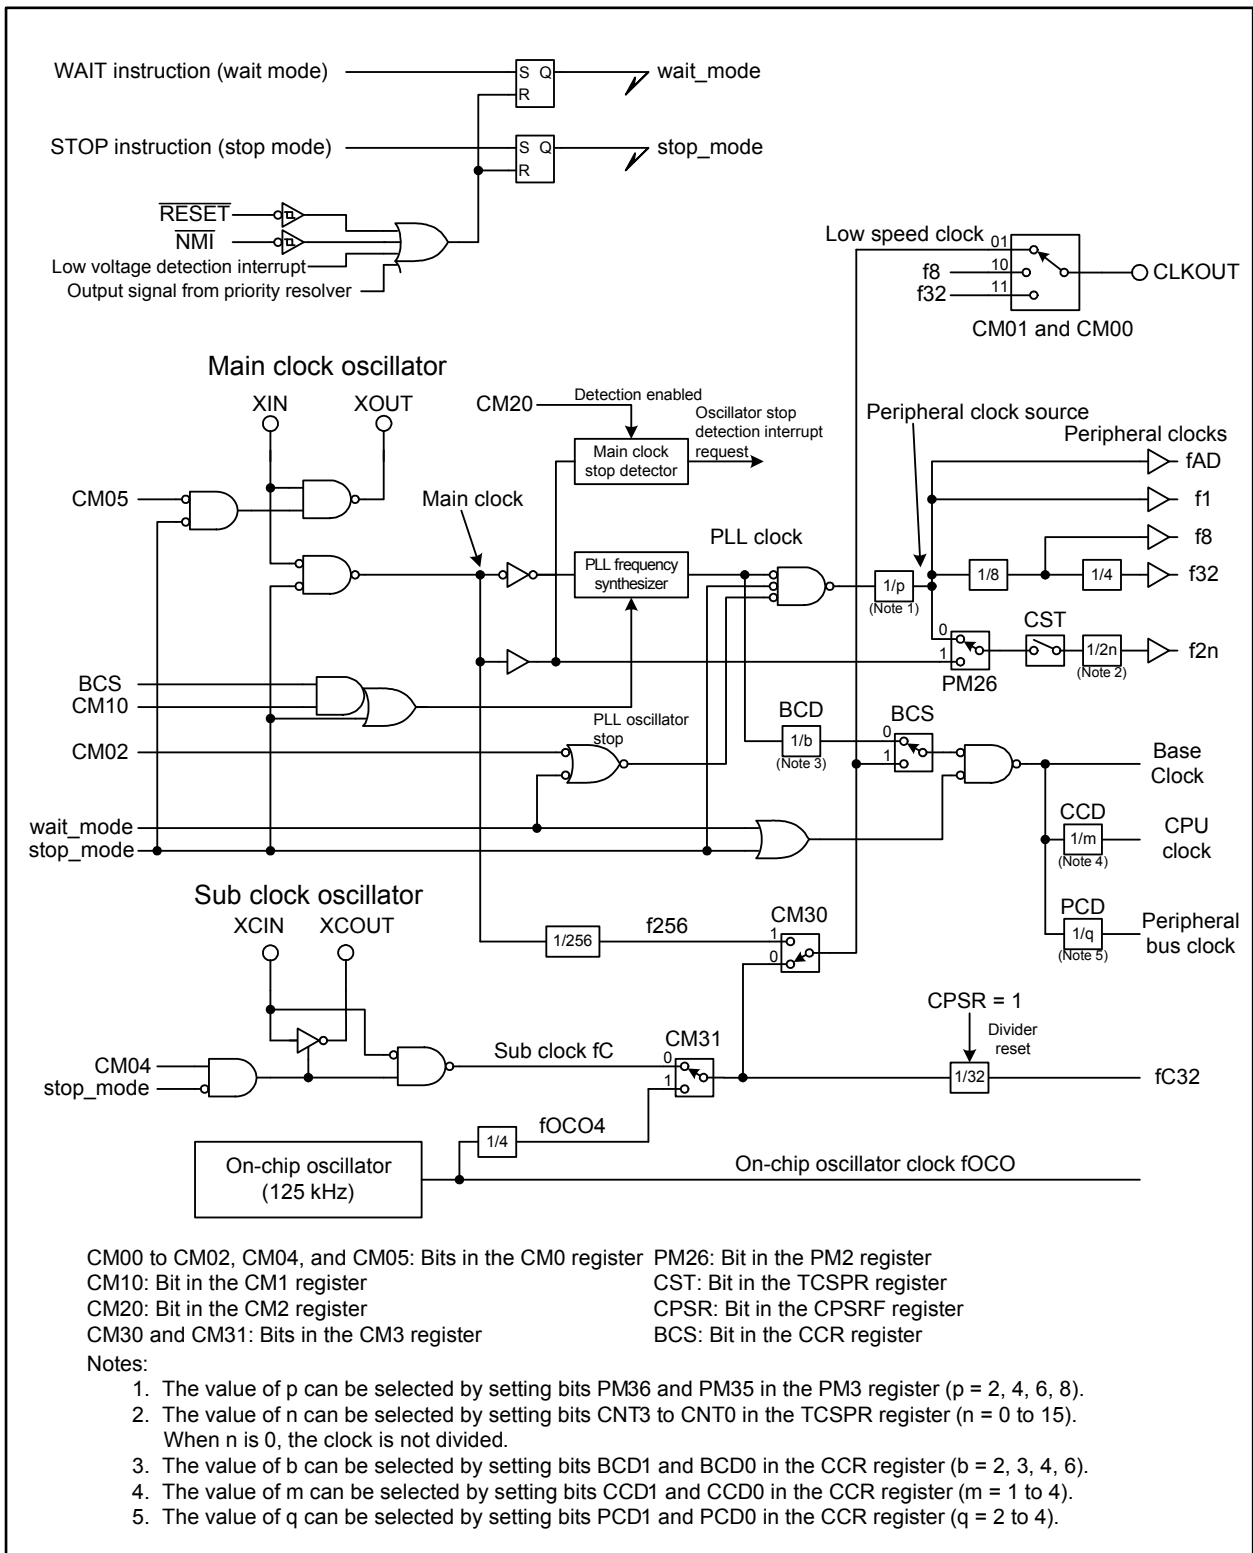 WAIT instruction (wait mode)
S Q
R
wait_mode
STOP instruction (stop mode)
S Q
R
stop_mode
RESET
NMI
Low voltage detection interrupt
Output signal from priority resolver
Low speed clock
01
f8
10
f32
11
CLKOUT
CM01 and CM00
Main clock oscillator
XIN
XOUT
CM20
Detection enabled
Oscillator stop
detection interrupt
request
Main clock
stop detector
Peripheral clock source
Peripheral clocks
fAD
CM05
Main clock
f1
PLL clock
f8
PLL frequency
synthesizer
1/p
(Note 1)
1/8
1/4
f32
CST
0
1
PM26
1/2n
(Note 2)
f2n
BCS
CM10
PLL oscillator
stop
CM02
BCD
1/b
(Note 3)
BCS
0
1
Base
Clock
wait_mode
stop_mode
CCD
1/m
(Note 4)
CPU
clock
Sub clock oscillator
XCIN
XCOUT
1/256
f256
CM30
1
0
PCD
1/q
(Note 5)
Peripheral
bus clock
CPSR = 1
Divider
reset
CM04
stop_mode
Sub clock fC
CM31
0
1
1/32
fC32
1/4
fOCO4
On-chip oscillator
(125 kHz)
On-chip oscillator clock fOCO
CM00 to CM02, CM04, and CM05: Bits in the CM0 register PM26: Bit in the PM2 register
CM10: Bit in the CM1 register CST: Bit in the TCSPR register
CM20: Bit in the CM2 register CPSR: Bit in the CPSRF register
CM30 and CM31: Bits in the CM3 register BCS: Bit in the CCR register
Notes:
1. The value of p can be selected by setting bits PM36 and PM35 in the PM3 register (p = 2, 4, 6, 8).
2. The value of n can be selected by setting bits CNT3 to CNT0 in the TCSPR register (n = 0 to 15).
When n is 0, the clock is not divided.
3. The value of b can be selected by setting bits BCD1 and BCD0 in the CCR register (b = 2, 3, 4, 6).
4. The value of m can be selected by setting bits CCD1 and CCD0 in the CCR register (m = 1 to 4).
5. The value of q can be selected by setting bits PCD1 and PCD0 in the CCR register (q = 2 to 4).